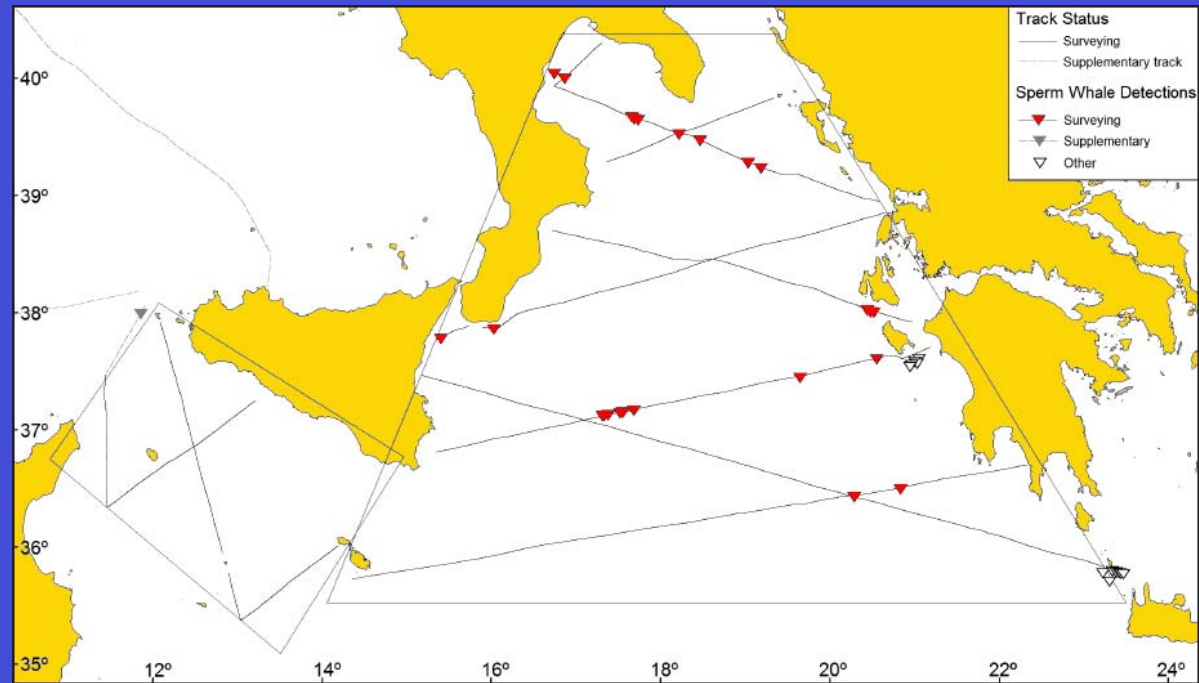 Track Status
Surveying
Supplementary track
Sperm Whale Detections
Surveying
Supplementary
Other
40º
39º
38º
37º
36º
35º
12º 14º 16º 18º 20º 22º 24º